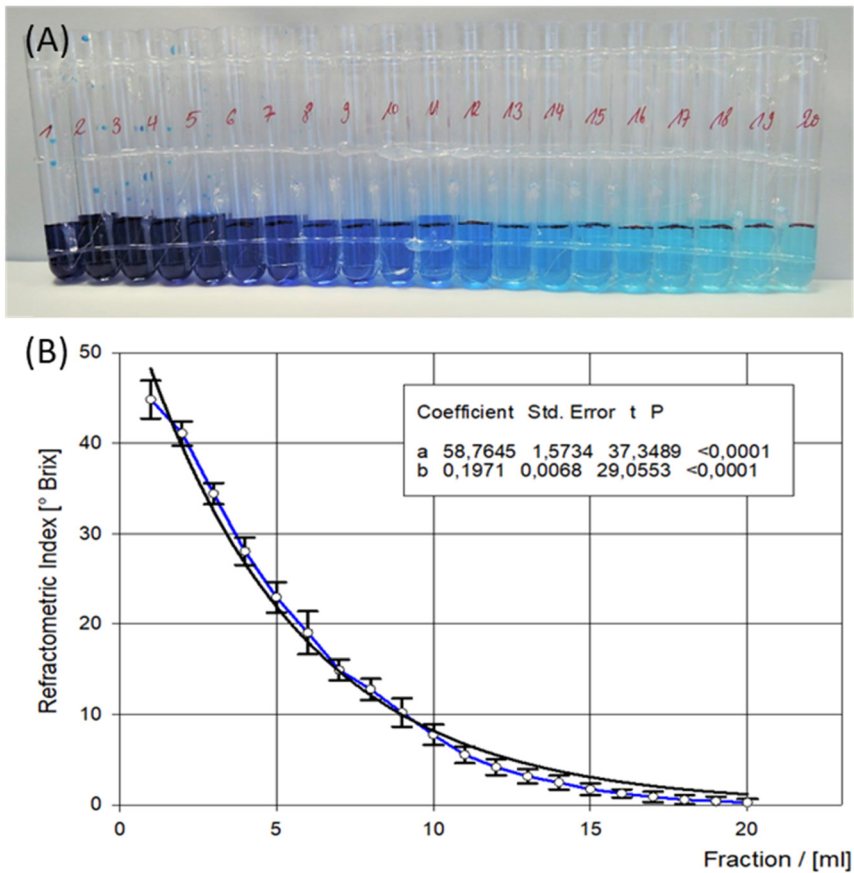 (A)
1 2 3 4 5 6 7 8 9 10 11 12 13 14 15 16 17 18 19 20
(B)
50
40
30
20
10
0
Refractometric Index [° Brix]
Coefficient Std. Error t P
a 58,7645 1,5734 37,3489 <0,0001
b 0,1971 0,0068 29,0553 <0,0001
0 5 10 15 20
Fraction / [ml]